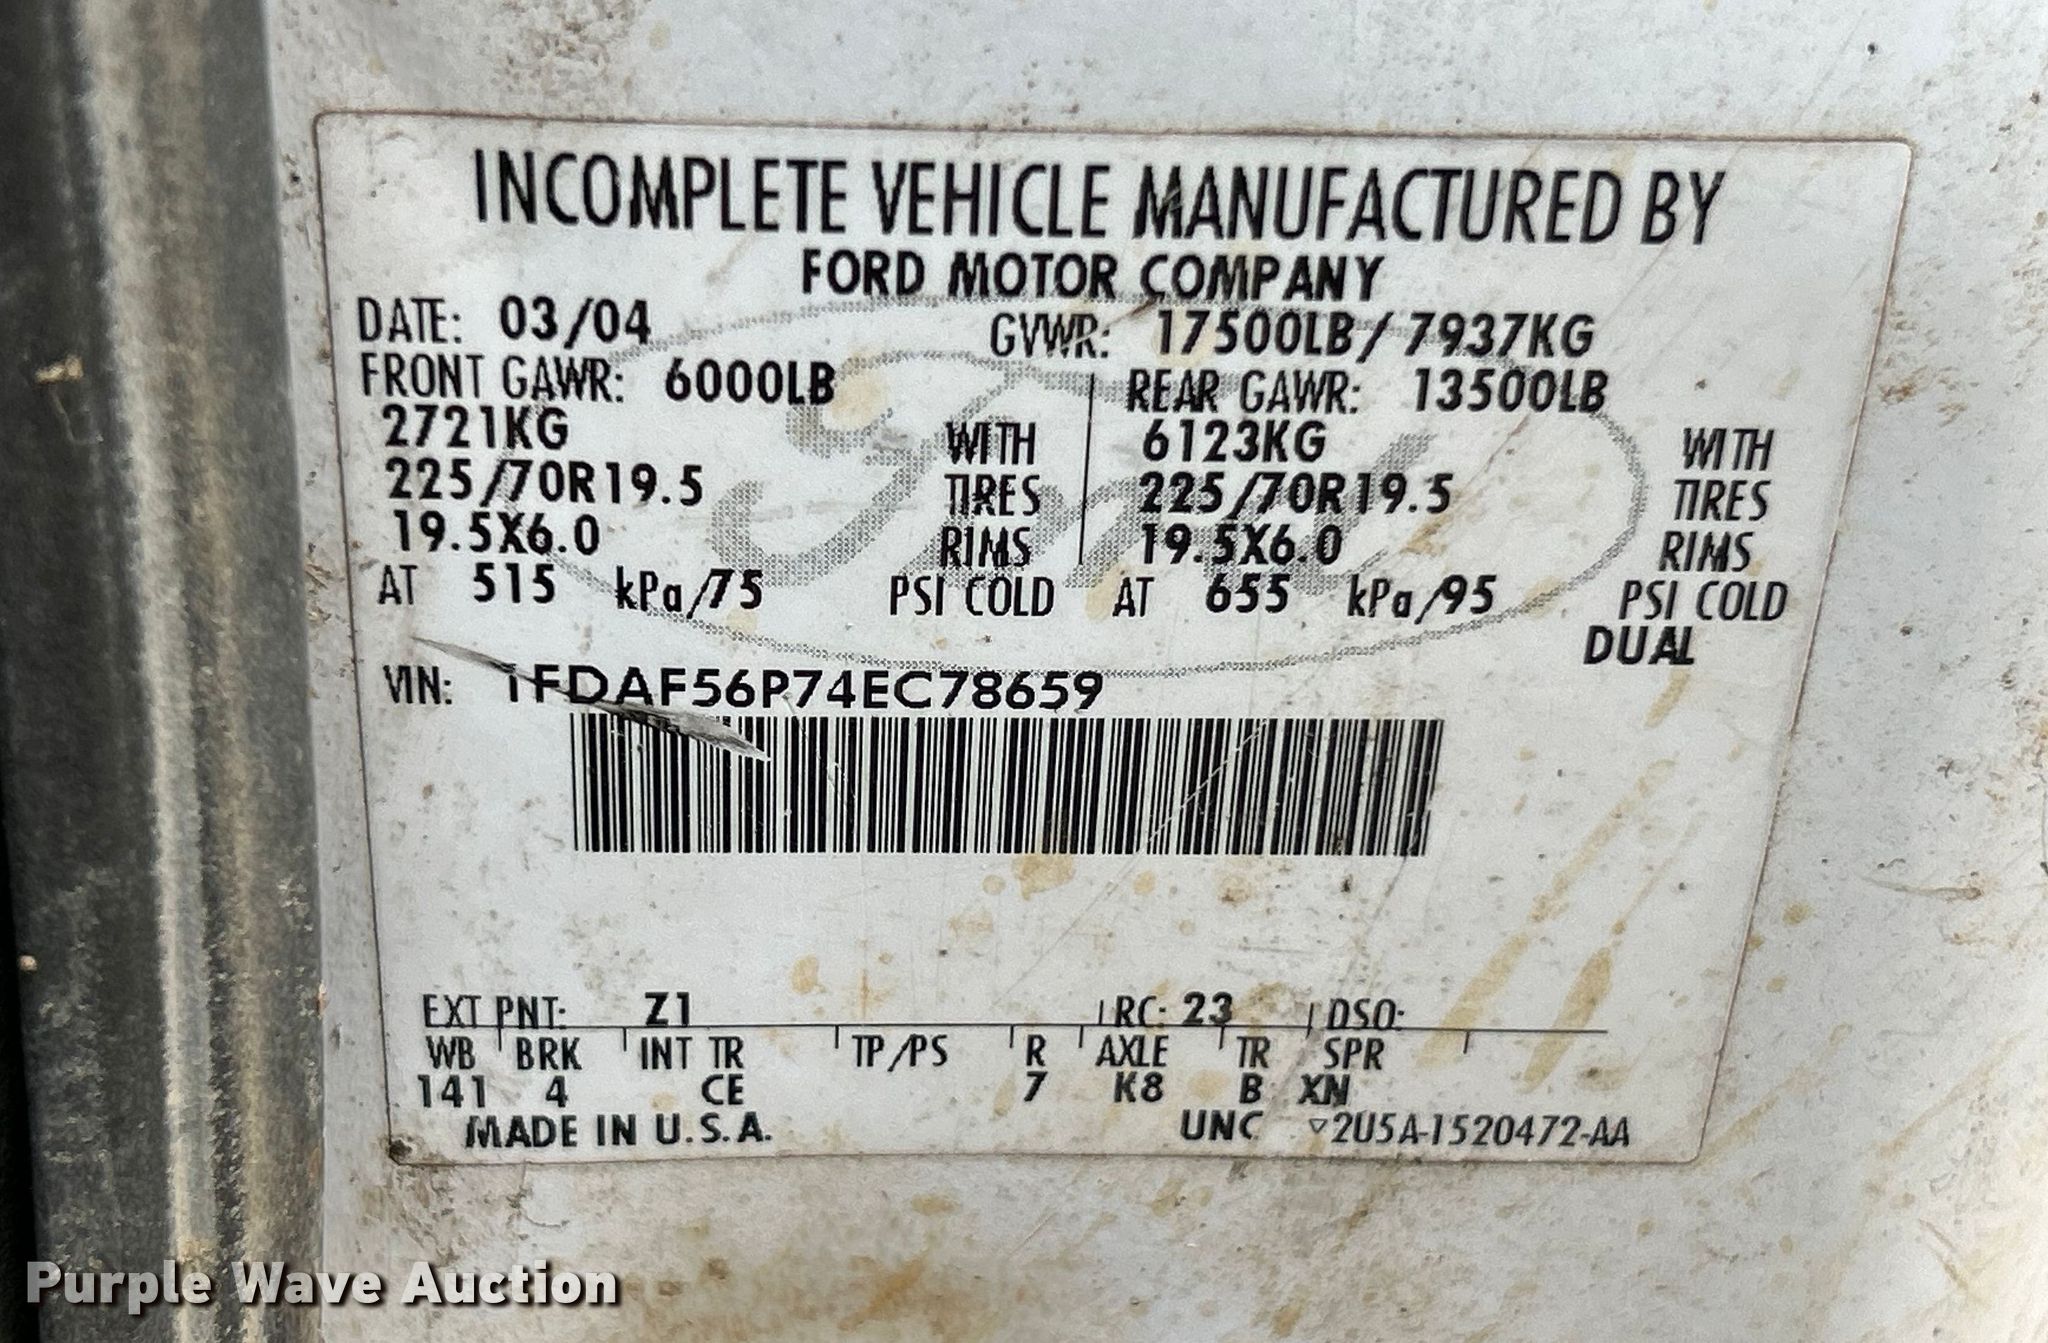 INCOMPLETE VEHICLE MANUFACTURED BY
FORD MOTOR COMPANY
DATE: 03/04 GVWR: 17500LB/ 7937KG
FRONT GAWR: 6000LB REAR GAWR: 13500LB
2721KG WITH 6123KG WITH
225/70R19.5 TIRES 225/70R19.5 TIRES
19.5X6.0 RIMS 19.5X6.0 RIMS
AT 515 kPa/75 PSI COLD AT 655 kPa/95 PSI COLD
DUAL
VIN: 1FDAF56P74EC78659
EXT PNT: Z1 RC: 23 DSO:
WB BRK INT TR TP/PS R AXLE TR SPR
141 4 CE 7 K8 B XN
MADE IN U.S.A. UNC ▽2U5A-1520472-AA
Ford
Purple Wave Auction